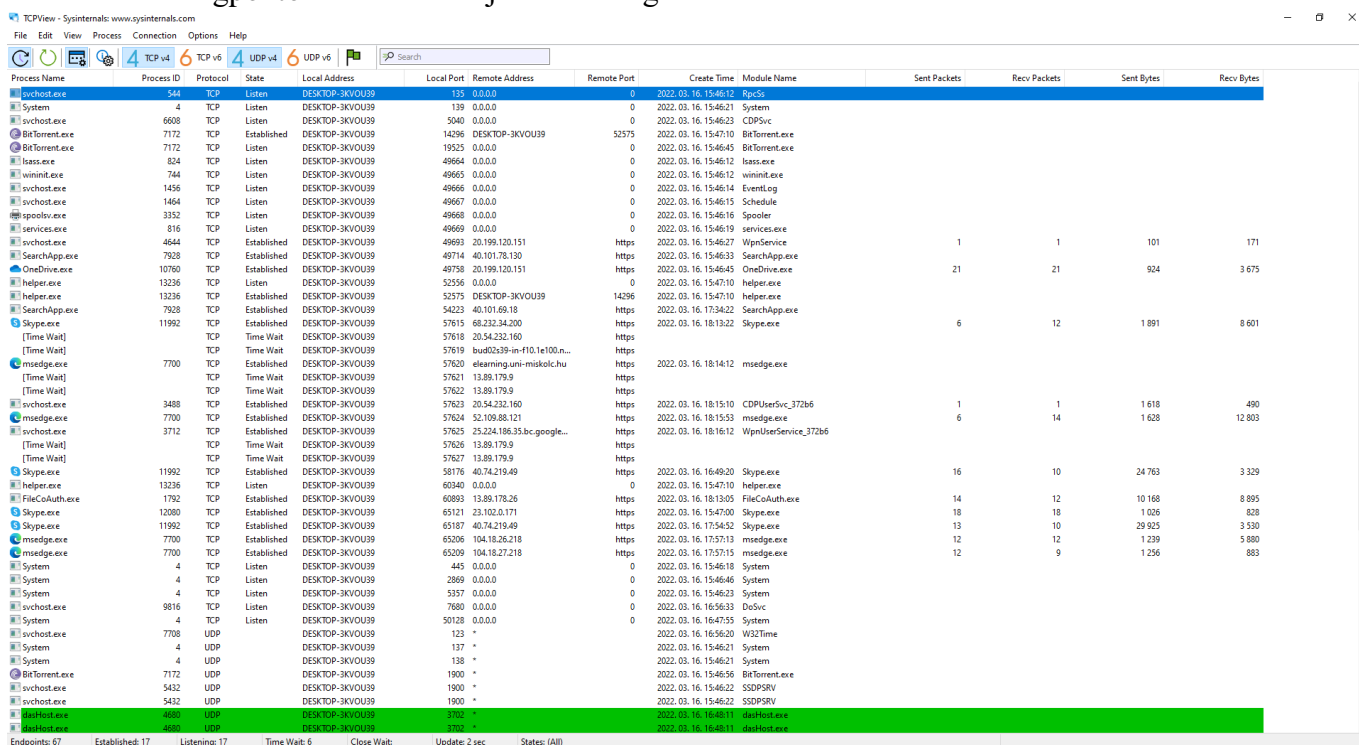 TCPView - Sysinternals: www.sysinternals.com
File Edit View Process Connection Options Help
4 TCP v4 6 TCP v6 4 UDP v4 6 UDP v6 Search
Process Name Process ID Protocol State Local Address Local Port Remote Address Remote Port Create Time Module Name Sent Packets Recv Packets Sent Bytes Recv Bytes
svchost.exe 544 TCP Listen DESKTOP-3KVOU39 135 0.0.0.0 0 2022. 03. 16. 15:46:12 RpcSs
System 4 TCP Listen DESKTOP-3KVOU39 139 0.0.0.0 0 2022. 03. 16. 15:46:21 System
svchost.exe 6608 TCP Listen DESKTOP-3KVOU39 5040 0.0.0.0 0 2022. 03. 16. 15:46:23 CDPSvc
BitTorrent.exe 7172 TCP Established DESKTOP-3KVOU39 14296 DESKTOP-3KVOU39 52575 2022. 03. 16. 15:47:10 BitTorrent.exe
BitTorrent.exe 7172 TCP Listen DESKTOP-3KVOU39 19525 0.0.0.0 0 2022. 03. 16. 15:46:45 BitTorrent.exe
lsass.exe 824 TCP Listen DESKTOP-3KVOU39 49664 0.0.0.0 0 2022. 03. 16. 15:46:12 lsass.exe
wininit.exe 744 TCP Listen DESKTOP-3KVOU39 49665 0.0.0.0 0 2022. 03. 16. 15:46:12 wininit.exe
svchost.exe 1456 TCP Listen DESKTOP-3KVOU39 49666 0.0.0.0 0 2022. 03. 16. 15:46:14 EventLog
svchost.exe 1464 TCP Listen DESKTOP-3KVOU39 49667 0.0.0.0 0 2022. 03. 16. 15:46:15 Schedule
spoolsv.exe 3352 TCP Listen DESKTOP-3KVOU39 49668 0.0.0.0 0 2022. 03. 16. 15:46:16 Spooler
services.exe 816 TCP Listen DESKTOP-3KVOU39 49669 0.0.0.0 0 2022. 03. 16. 15:46:19 services.exe
svchost.exe 4644 TCP Established DESKTOP-3KVOU39 49693 20.199.120.151 https 2022. 03. 16. 15:46:27 WpnService 1 1 101 171
SearchApp.exe 7928 TCP Established DESKTOP-3KVOU39 49714 40.101.78.130 https 2022. 03. 16. 15:46:33 SearchApp.exe
OneDrive.exe 10760 TCP Established DESKTOP-3KVOU39 49758 20.199.120.151 https 2022. 03. 16. 15:46:45 OneDrive.exe 21 21 924 3 675
helper.exe 13236 TCP Listen DESKTOP-3KVOU39 52556 0.0.0.0 0 2022. 03. 16. 15:47:10 helper.exe
helper.exe 13236 TCP Established DESKTOP-3KVOU39 52575 DESKTOP-3KVOU39 14296 2022. 03. 16. 15:47:10 helper.exe
SearchApp.exe 7928 TCP Established DESKTOP-3KVOU39 54223 40.101.69.18 https 2022. 03. 16. 17:34:22 SearchApp.exe
Skype.exe 11992 TCP Established DESKTOP-3KVOU39 57615 68.232.34.200 https 2022. 03. 16. 18:13:22 Skype.exe 6 12 1 891 8 601
[Time Wait] TCP Time Wait DESKTOP-3KVOU39 57618 20.54.232.160 https
[Time Wait] TCP Time Wait DESKTOP-3KVOU39 57619 bud02s39-in-f10.1e100.n... https
msedge.exe 7700 TCP Established DESKTOP-3KVOU39 57620 elearning.uni-miskolc.hu https 2022. 03. 16. 18:14:12 msedge.exe
[Time Wait] TCP Time Wait DESKTOP-3KVOU39 57621 13.89.179.9 https
[Time Wait] TCP Time Wait DESKTOP-3KVOU39 57622 13.89.179.9 https
svchost.exe 3488 TCP Established DESKTOP-3KVOU39 57623 20.54.232.160 https 2022. 03. 16. 18:15:10 CDPUserSvc_372b6 1 1 1 618 490
msedge.exe 7700 TCP Established DESKTOP-3KVOU39 57624 52.109.88.121 https 2022. 03. 16. 18:15:53 msedge.exe 6 14 1 628 12 803
svchost.exe 3712 TCP Established DESKTOP-3KVOU39 57625 25.224.186.35.bc.google... https 2022. 03. 16. 18:16:12 WpnUserService_372b6
[Time Wait] TCP Time Wait DESKTOP-3KVOU39 57626 13.89.179.9 https
[Time Wait] TCP Time Wait DESKTOP-3KVOU39 57627 13.89.179.9 https
Skype.exe 11992 TCP Established DESKTOP-3KVOU39 58176 40.74.219.49 https 2022. 03. 16. 16:49:20 Skype.exe 16 10 24 763 3 329
helper.exe 13236 TCP Listen DESKTOP-3KVOU39 60340 0.0.0.0 0 2022. 03. 16. 15:47:10 helper.exe
FileCoAuth.exe 1792 TCP Established DESKTOP-3KVOU39 60893 13.89.178.26 https 2022. 03. 16. 18:13:05 FileCoAuth.exe 14 12 10 168 8 895
Skype.exe 12080 TCP Established DESKTOP-3KVOU39 65121 23.102.0.171 https 2022. 03. 16. 15:47:00 Skype.exe 18 18 1 026 828
Skype.exe 11992 TCP Established DESKTOP-3KVOU39 65187 40.74.219.49 https 2022. 03. 16. 17:54:52 Skype.exe 13 10 29 925 3 530
msedge.exe 7700 TCP Established DESKTOP-3KVOU39 65206 104.18.26.218 https 2022. 03. 16. 17:57:13 msedge.exe 12 12 1 239 5 880
msedge.exe 7700 TCP Established DESKTOP-3KVOU39 65209 104.18.27.218 https 2022. 03. 16. 17:57:15 msedge.exe 12 9 1 256 883
System 4 TCP Listen DESKTOP-3KVOU39 445 0.0.0.0 0 2022. 03. 16. 15:46:18 System
System 4 TCP Listen DESKTOP-3KVOU39 2869 0.0.0.0 0 2022. 03. 16. 15:46:46 System
System 4 TCP Listen DESKTOP-3KVOU39 5357 0.0.0.0 0 2022. 03. 16. 15:46:23 System
svchost.exe 9816 TCP Listen DESKTOP-3KVOU39 7680 0.0.0.0 0 2022. 03. 16. 16:56:33 DoSvc
System 4 TCP Listen DESKTOP-3KVOU39 50128 0.0.0.0 0 2022. 03. 16. 16:47:55 System
svchost.exe 7708 UDP DESKTOP-3KVOU39 123 * 2022. 03. 16. 16:56:20 W32Time
System 4 UDP DESKTOP-3KVOU39 137 * 2022. 03. 16. 15:46:21 System
System 4 UDP DESKTOP-3KVOU39 138 * 2022. 03. 16. 15:46:21 System
BitTorrent.exe 7172 UDP DESKTOP-3KVOU39 1900 * 2022. 03. 16. 15:46:56 BitTorrent.exe
svchost.exe 5432 UDP DESKTOP-3KVOU39 1900 * 2022. 03. 16. 15:46:22 SSDPSRV
svchost.exe 5432 UDP DESKTOP-3KVOU39 1900 * 2022. 03. 16. 15:46:22 SSDPSRV
dasHost.exe 4680 UDP DESKTOP-3KVOU39 3702 * 2022. 03. 16. 16:48:11 dasHost.exe
dasHost.exe 4680 UDP DESKTOP-3KVOU39 3702 * 2022. 03. 16. 16:48:11 dasHost.exe
Endpoints: 67 Established: 17 Listening: 17 Time Wait: 6 Close Wait: Update: 2 sec States: (All)